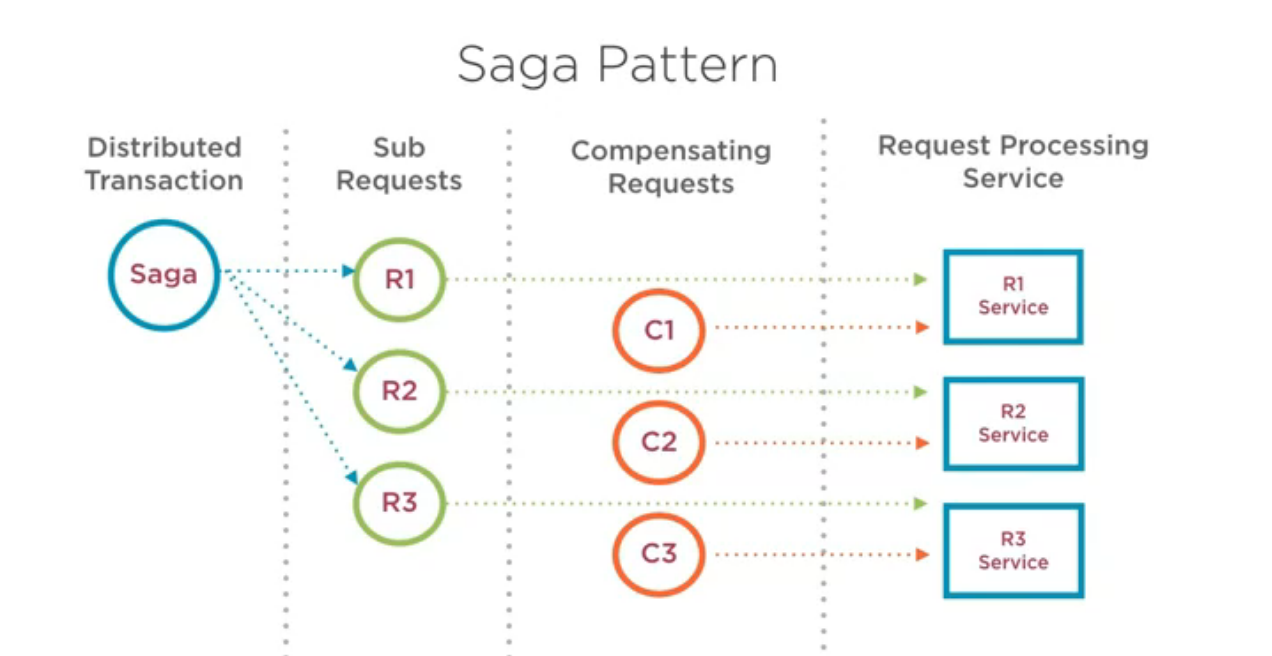 Saga Pattern
Distributed
Transaction
Sub
Requests
Compensating
Requests
Request Processing
Service
Saga
R1
R2
R3
C1
C2
C3
R1
Service
R2
Service
R3
Service